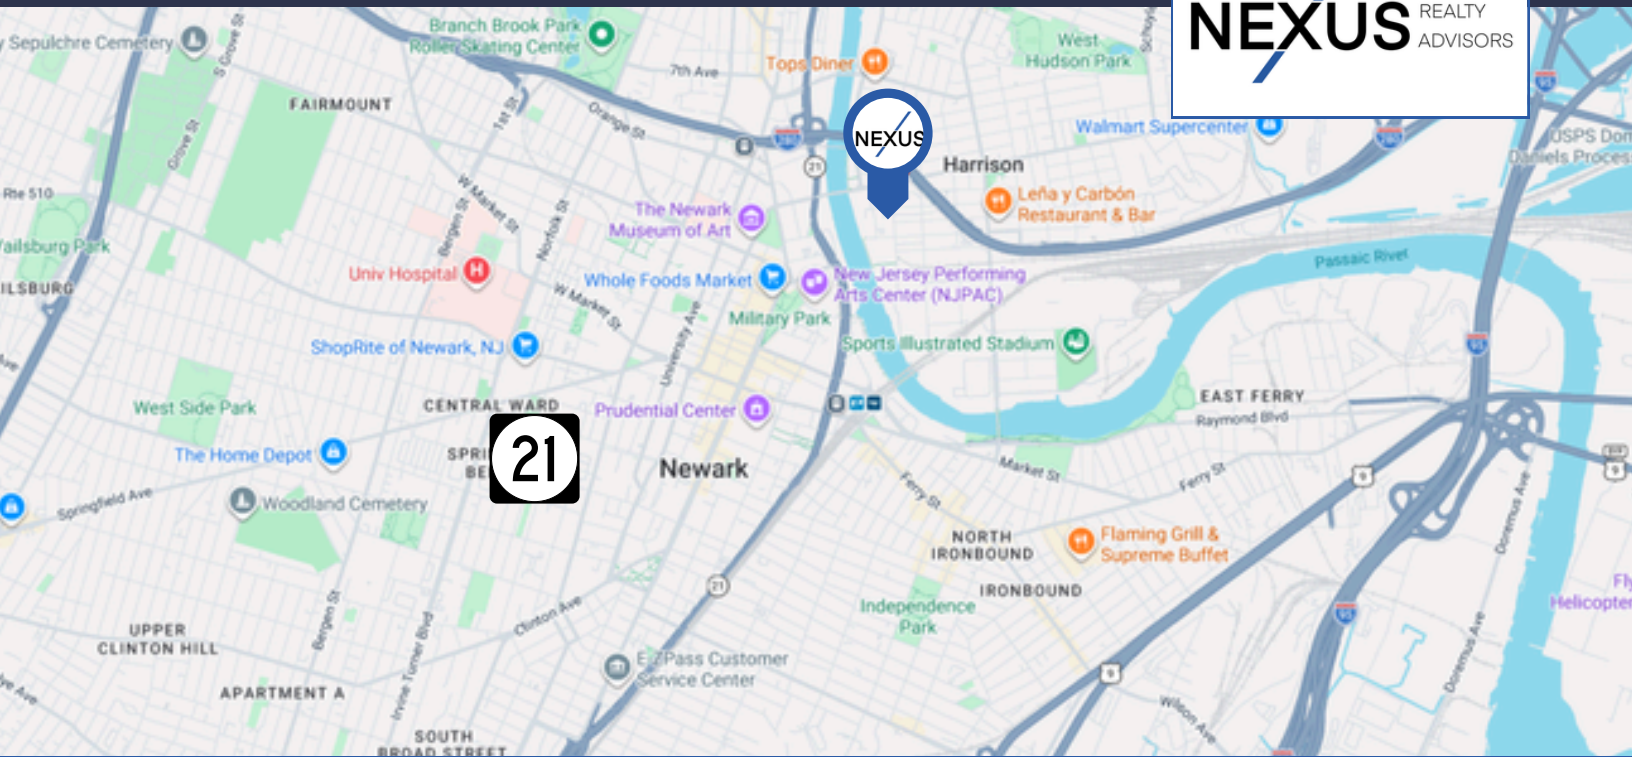 NEXUS REALTY
ADVISORS
Branch Brook Park
Roller Skating Center
Sepulchre Cemetery
S Grove St
7th Ave
Tops Diner
West
Hudson Park
FAIRMOUNT
1st St
Orange St
Grove St
NEXUS
Walmart Supercenter
USPS
21
Harrison
Rte 510
W Market St
Leña y Carbón
Restaurant & Bar
The Newark
Museum of Art
Bergen St
Norfolk St
Park
Passaic River
Univ Hospital
Whole Foods Market
New Jersey Performing
Arts Center (NJPAC)
W Market St
Military Park
University Ave
ShopRite of Newark, NJ
Sports Illustrated Stadium
95
West Side Park
CENTRAL WARD
Prudential Center
EAST FERRY
Raymond Blvd
The Home Depot
21
Newark
Market St
Ferry St
Ferry St
9
9
Springfield Ave
Woodland Cemetery
Doremus Ave
NORTH
IRONBOUND
Flaming Grill &
Supreme Buffet
21
IRONBOUND
Independence
Park
Helicopter
Bergen St
Clinton Ave
UPPER
CLINTON HILL
Irvine Turner Blvd
E-ZPass Customer
Service Center
9
Doremus Ave
APARTMENT A
Wilson Ave
SOUTH
BROAD STREET